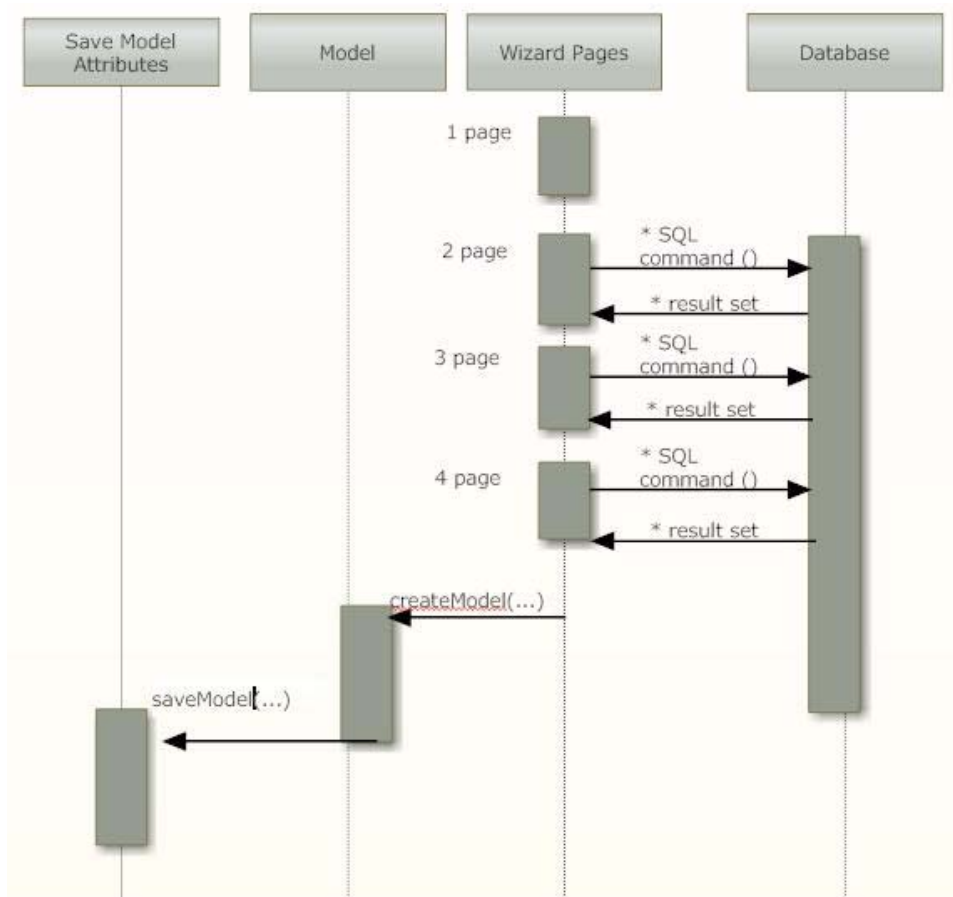 Save Model
Attributes
Model
Wizard Pages
Database
1 page
2 page
* SQL
command ()
* result set
3 page
* SQL
command ()
* result set
4 page
* SQL
command ()
* result set
createModel(...)
saveModel(...)